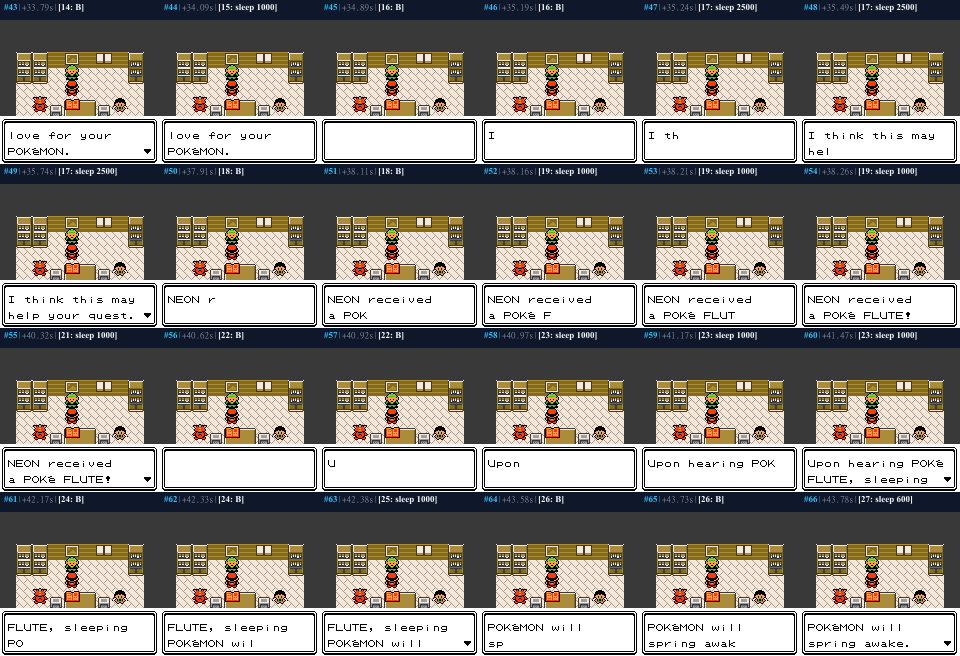 #43|+33.79s| [14: B]
love for your
POKéMON.
#44|+34.09s| [15: sleep 1000]
love for your
POKéMON.
#45|+34.89s| [16: B]
#46|+35.19s| [16: B]
I
#47|+35.24s| [17: sleep 2500]
I th
#48|+35.49s| [17: sleep 2500]
I think this may
hel
#49|+35.74s| [17: sleep 2500]
I think this may
help your quest.
#50|+37.91s| [18: B]
NEON r
#51|+38.11s| [18: B]
NEON received
a POK
#52|+38.16s| [19: sleep 1000]
NEON received
a POKé F
#53|+38.21s| [19: sleep 1000]
NEON received
a POKé FLUT
#54|+38.26s| [19: sleep 1000]
NEON received
a POKé FLUTE!
#55|+40.32s| [21: sleep 1000]
NEON received
a POKé FLUTE!
#56|+40.62s| [22: B]
#57|+40.92s| [22: B]
U
#58|+40.97s| [23: sleep 1000]
Upon
#59|+41.17s| [23: sleep 1000]
Upon hearing POK
#60|+41.47s| [23: sleep 1000]
Upon hearing POKé
FLUTE, sleeping
#61|+42.17s| [24: B]
FLUTE, sleeping
PO
#62|+42.33s| [24: B]
FLUTE, sleeping
POKéMON wil
#63|+42.38s| [25: sleep 1000]
FLUTE, sleeping
POKéMON will
#64|+43.58s| [26: B]
POKéMON will
sp
#65|+43.73s| [26: B]
POKéMON will
spring awak
#66|+43.78s| [27: sleep 600]
POKéMON will
spring awake.